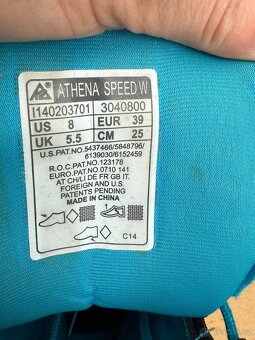 ATHENA SPEED W
I140203701 3040800
US 8 EUR 39
UK 5.5 CM 25
U.S.PAT.NO.5437466/5848796/
6139030/6152459
R.O.C.PAT.NO.123178
EURO.PAT.NO.0710 141
AT/CH/LI DE FR GB IT
FOREIGN AND U.S.
PATENTS PENDING
MADE IN CHINA
C14